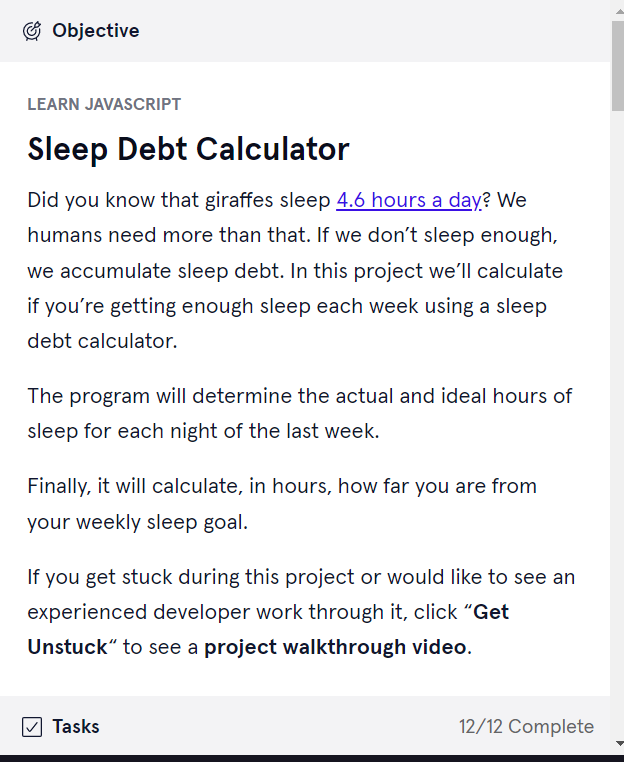 Objective
LEARN JAVASCRIPT
Sleep Debt Calculator
Did you know that giraffes sleep 4.6 hours a day? We
humans need more than that. If we don’t sleep enough,
we accumulate sleep debt. In this project we’ll calculate
if you’re getting enough sleep each week using a sleep
debt calculator.
The program will determine the actual and ideal hours of
sleep for each night of the last week.
Finally, it will calculate, in hours, how far you are from
your weekly sleep goal.
If you get stuck during this project or would like to see an
experienced developer work through it, click “Get
Unstuck“ to see a project walkthrough video.
Tasks 12/12 Complete